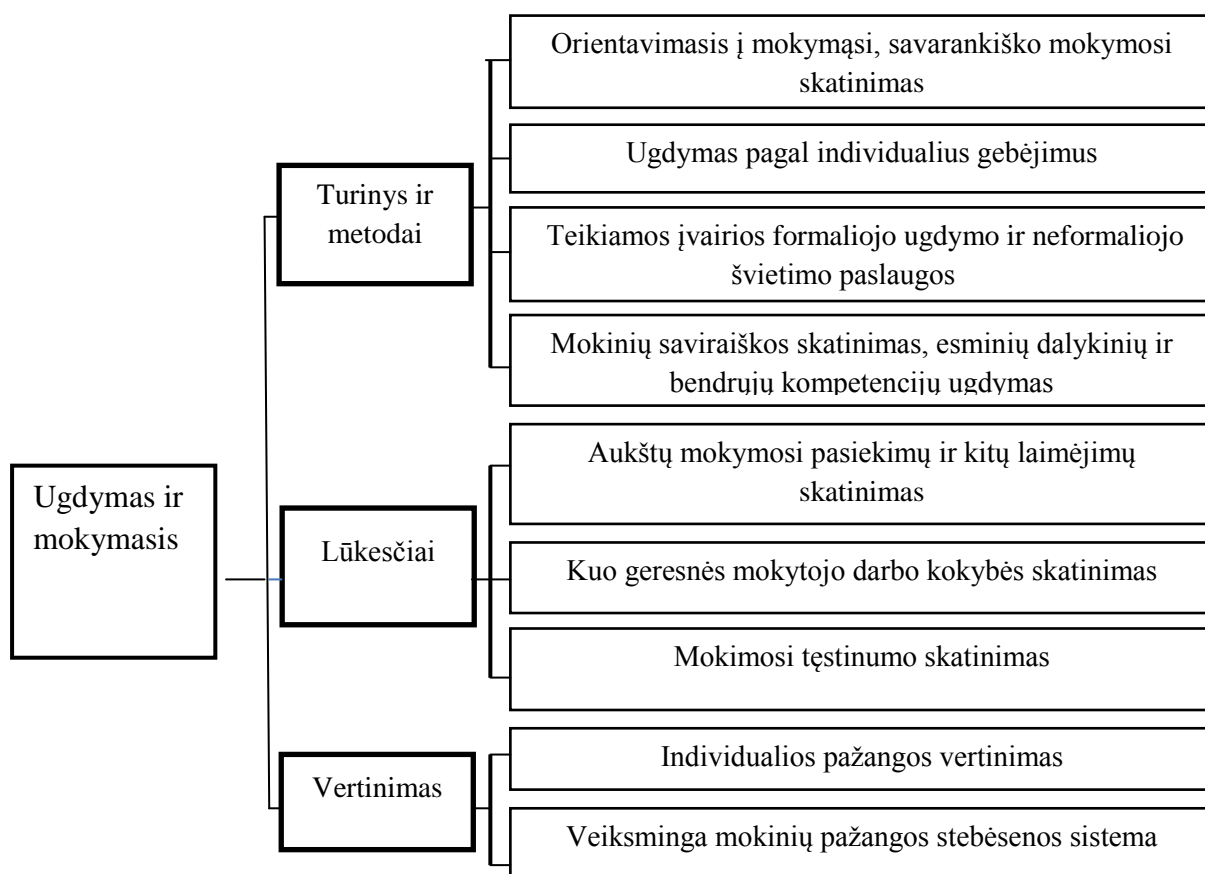 Ugdymas ir
mokymasis
Turinys ir
metodai
Orientavimasis į mokymąsi, savarankiško mokymosi
skatinimas
Ugdymas pagal individualius gebėjimus
Teikiamos įvairios formaliojo ugdymo ir neformaliojo
švietimo paslaugos
Mokinių saviraiškos skatinimas, esminių dalykinių ir
bendrųjų kompetencijų ugdymas
Lūkesčiai
Aukštų mokymosi pasiekimų ir kitų laimėjimų
skatinimas
Kuo geresnės mokytojo darbo kokybės skatinimas
Mokimosi tęstinumo skatinimas
Vertinimas
Individualios pažangos vertinimas
Veiksminga mokinių pažangos stebėsenos sistema